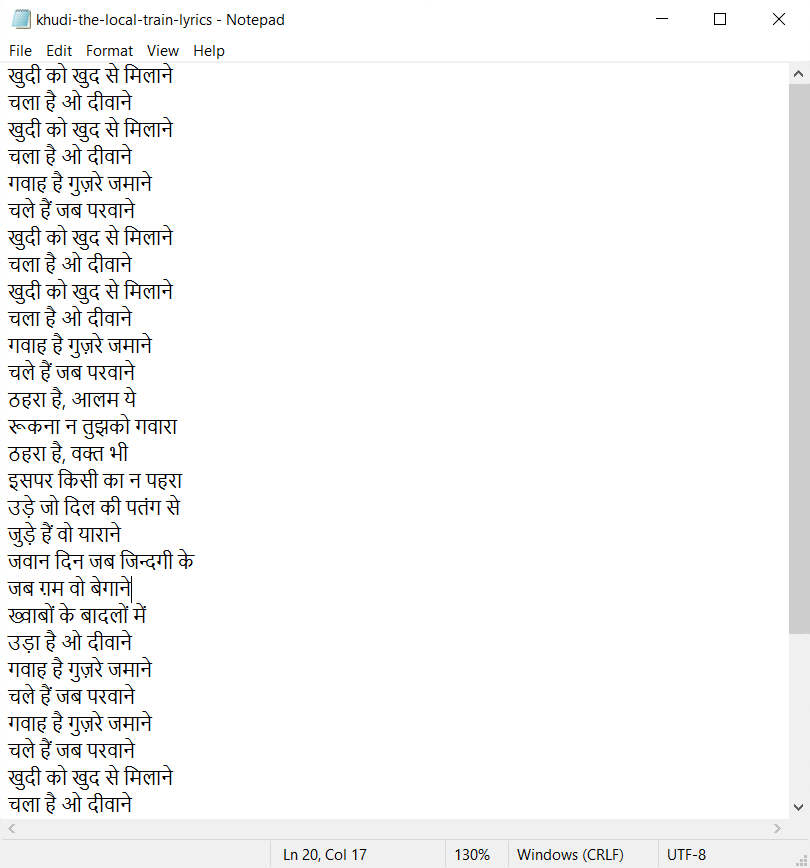 khudi-the-local-train-lyrics - Notepad
File Edit Format View Help
खुदी को खुद से मिलाने
चला है ओ दीवाने
खुदी को खुद से मिलाने
चला है ओ दीवाने
गवाह है गुज़रे जमाने
चले हैं जब परवाने
खुदी को खुद से मिलाने
चला है ओ दीवाने
खुदी को खुद से मिलाने
चला है ओ दीवाने
गवाह है गुज़रे जमाने
चले हैं जब परवाने
ठहरा है, आलम ये
रूकना न तुझको गवारा
ठहरा है, वक्त भी
इसपर किसी का न पहरा
उड़े जो दिल की पतंग से
जुड़े हैं वो याराने
जवान दिन जब जिन्दगी के
जब ग़म वो बेगाने
ख्वाबों के बादलों में
उड़ा है ओ दीवाने
गवाह है गुज़रे जमाने
चले हैं जब परवाने
गवाह है गुज़रे जमाने
चले हैं जब परवाने
खुदी को खुद से मिलाने
चला है ओ दीवाने
Ln 20, Col 17 130% Windows (CRLF) UTF-8